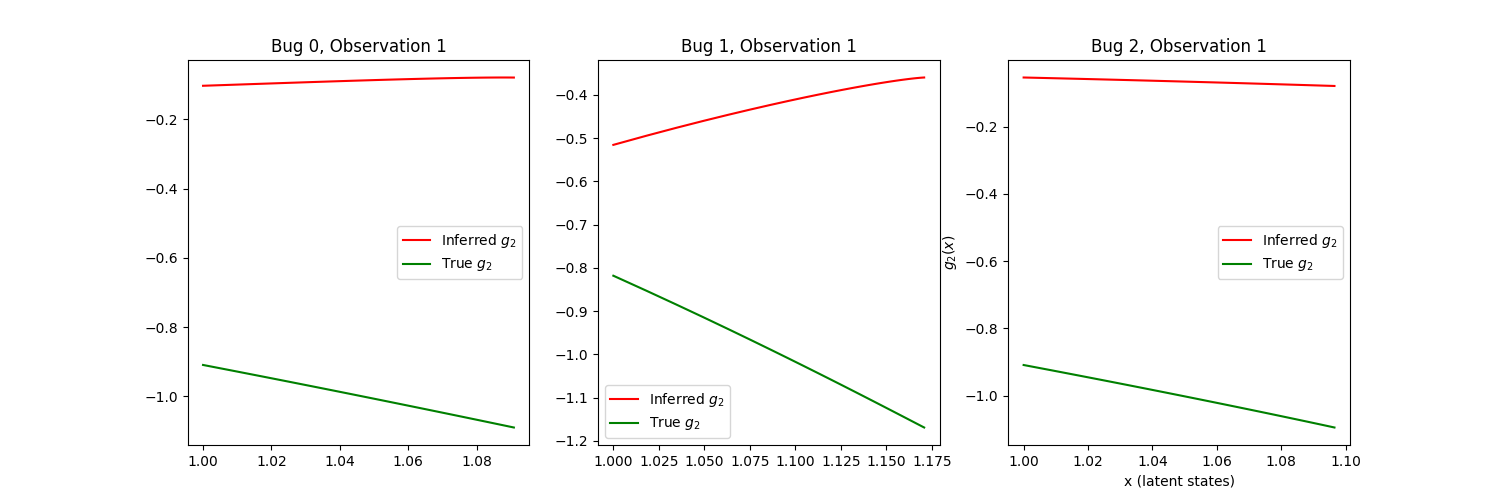 Bug 0, Observation 1
−0.2
−0.4
−0.6
−0.8
−1.0
Inferred g₂
True g₂
1.00 1.02 1.04 1.06 1.08
Bug 1, Observation 1
−0.4
−0.5
−0.6
−0.7
−0.8
−0.9
−1.0
−1.1
−1.2
Inferred g₂
True g₂
1.000 1.025 1.050 1.075 1.100 1.125 1.150 1.175
Bug 2, Observation 1
g₂(x)
−0.2
−0.4
−0.6
−0.8
−1.0
Inferred g₂
True g₂
1.00 1.02 1.04 1.06 1.08 1.10
x (latent states)